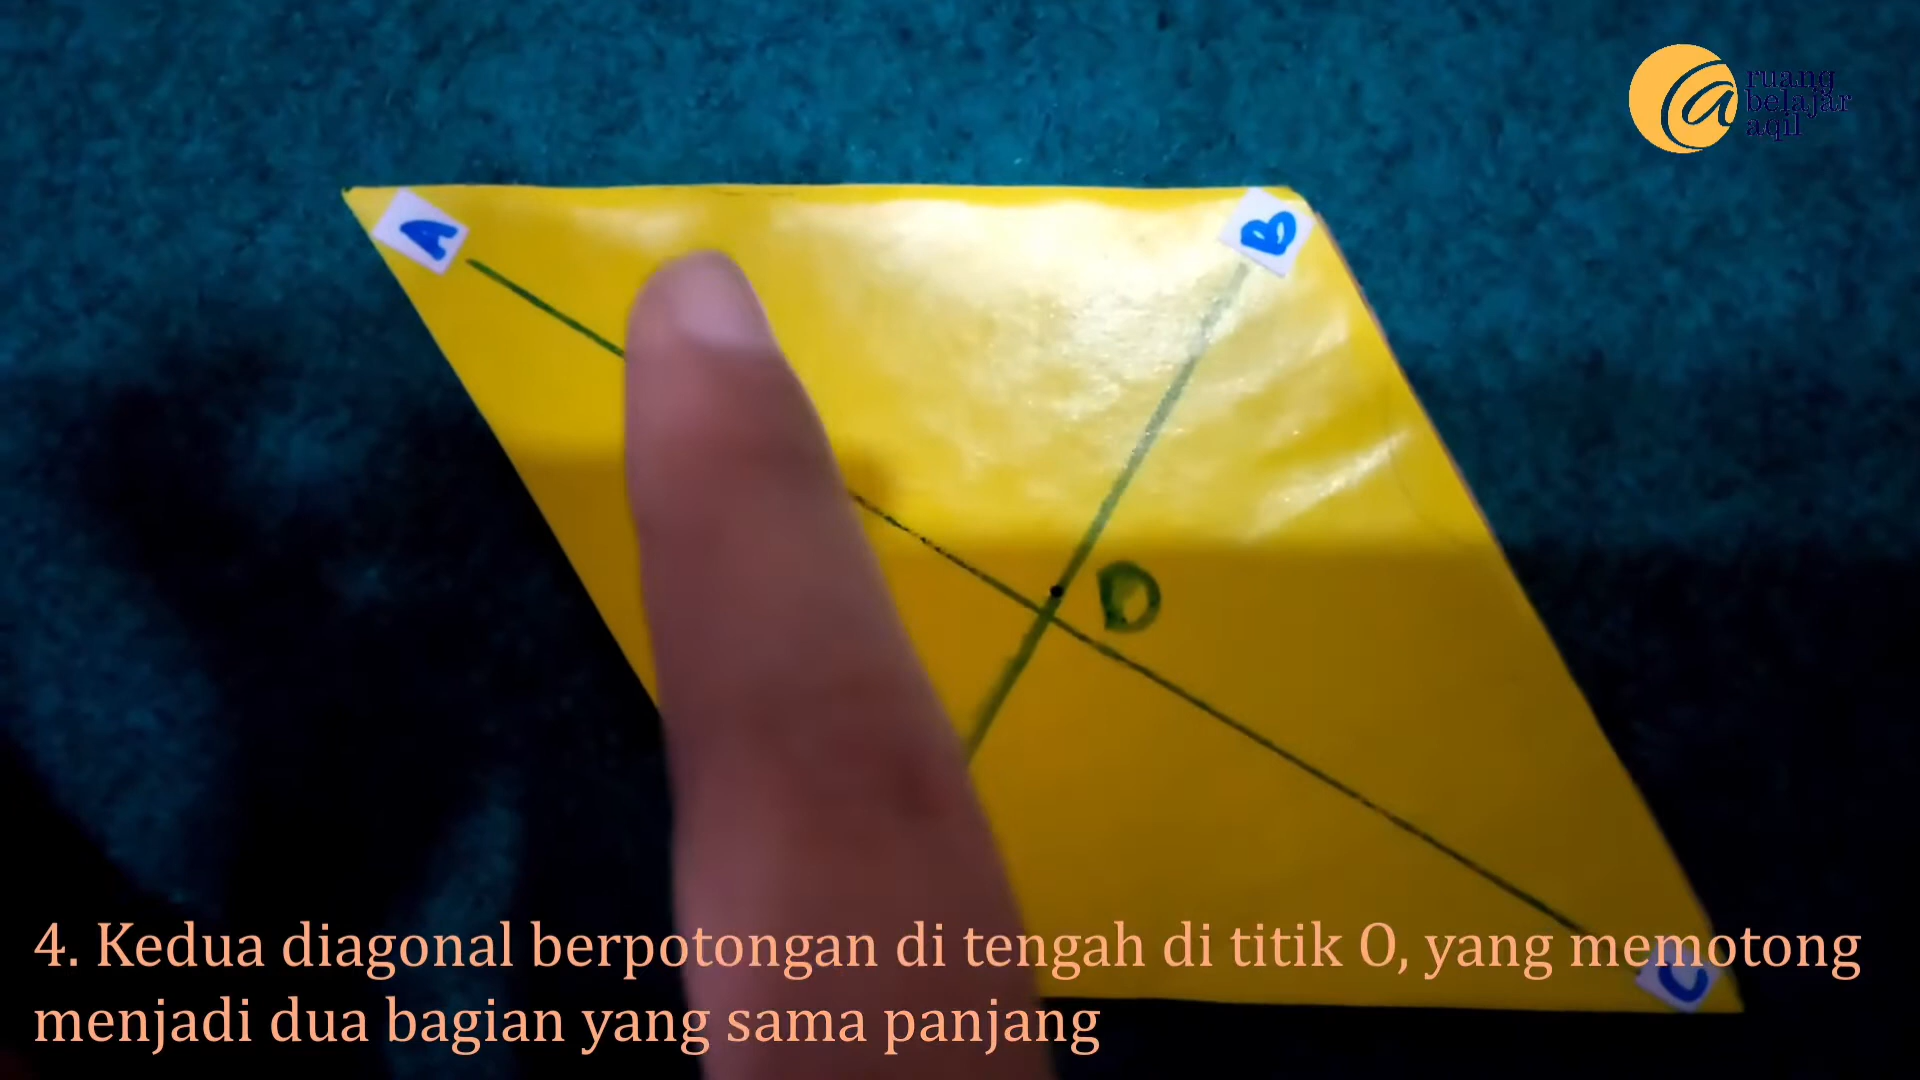 ruang
belajar
aqil
A
B
O
C
4. Kedua diagonal berpotongan di tengah di titik O, yang memotong
menjadi dua bagian yang sama panjang